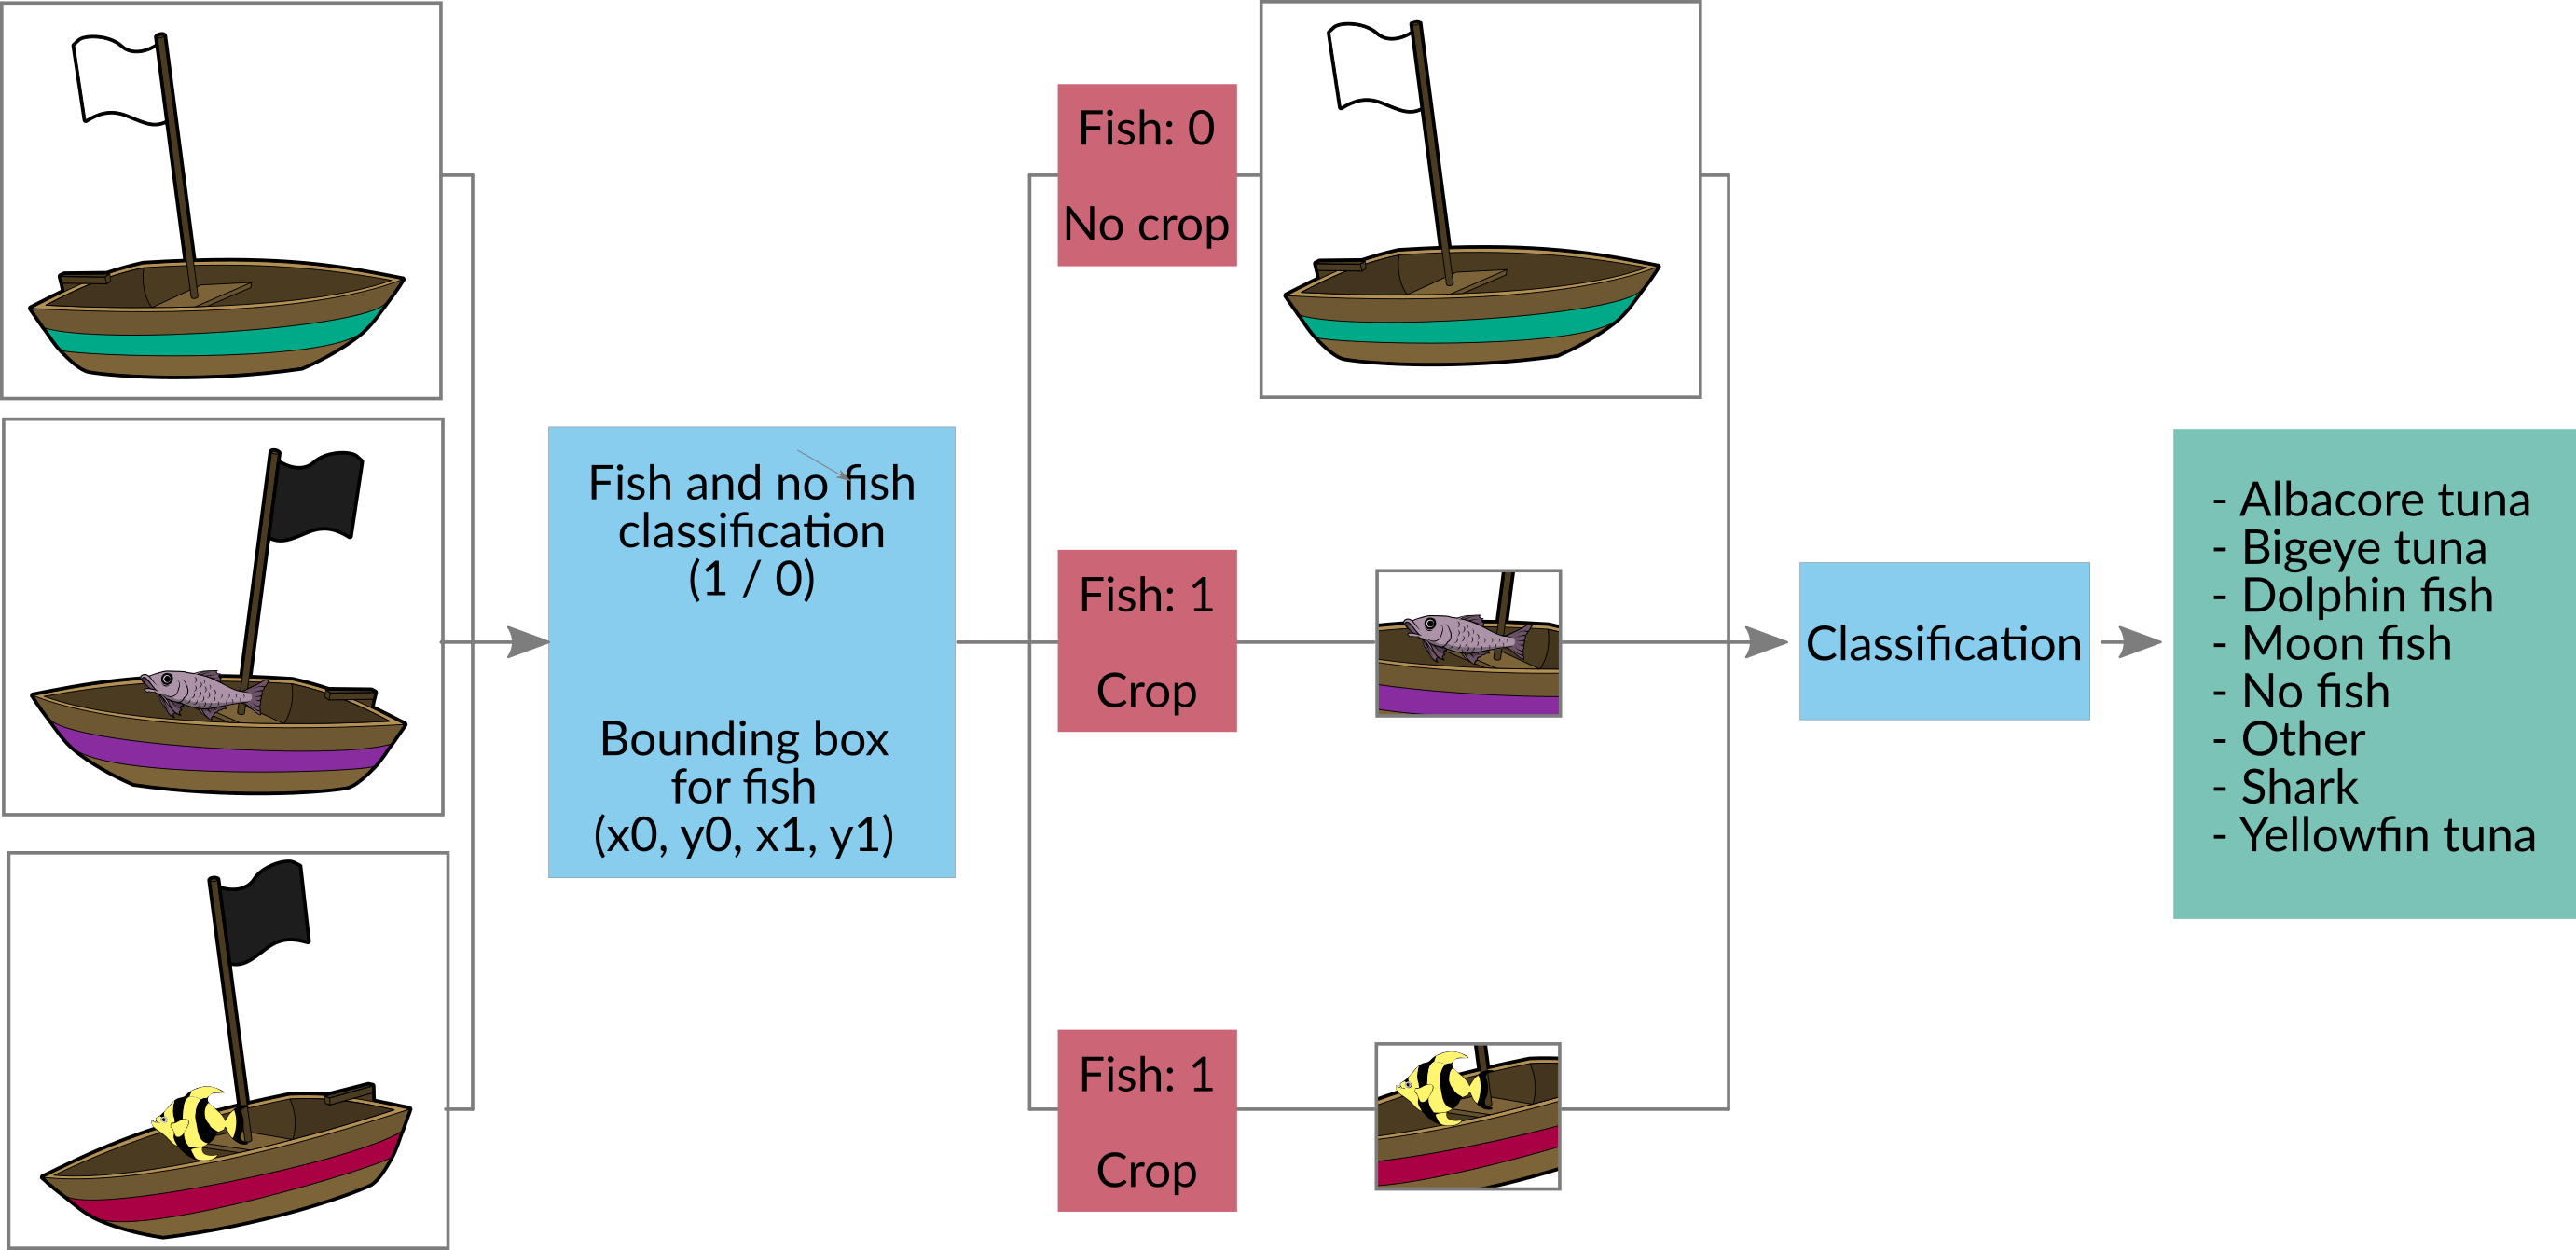 Fish and no fish
classification
(1 / 0)
Bounding box
for fish
(x0, y0, x1, y1)
Fish: 0
No crop
Fish: 1
Crop
Fish: 1
Crop
Classification
- Albacore tuna
- Bigeye tuna
- Dolphin fish
- Moon fish
- No fish
- Other
- Shark
- Yellowfin tuna